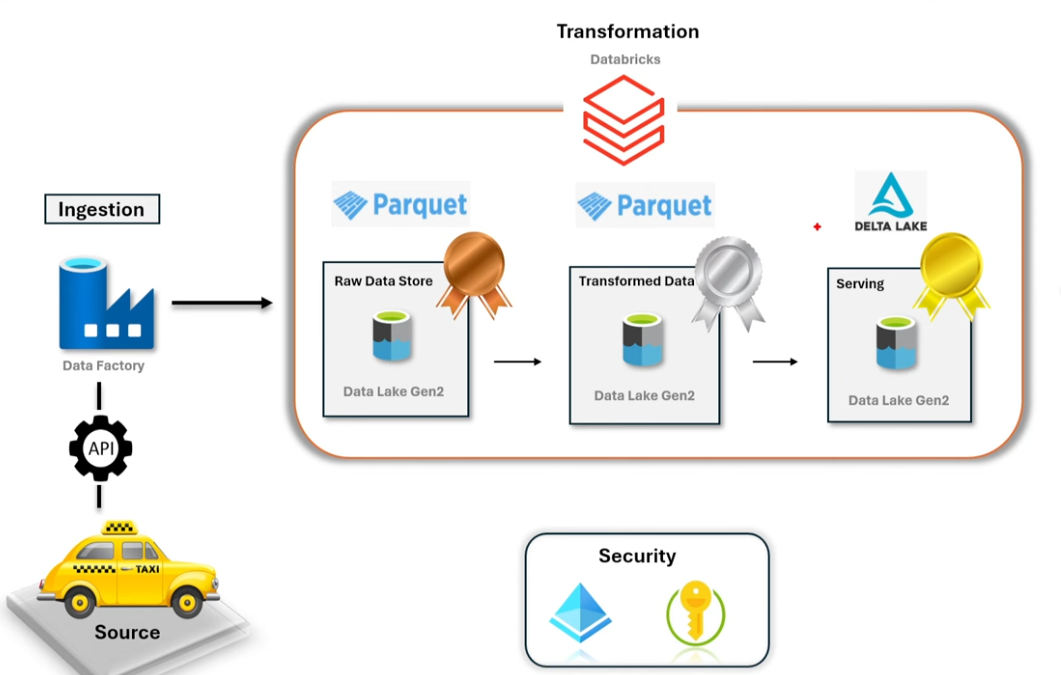 Transformation
Databricks
Ingestion
Parquet
Parquet
DELTA LAKE
Raw Data Store
Transformed Data
Serving
Data Factory
Data Lake Gen2
Data Lake Gen2
Data Lake Gen2
API
TAXI
Source
Security